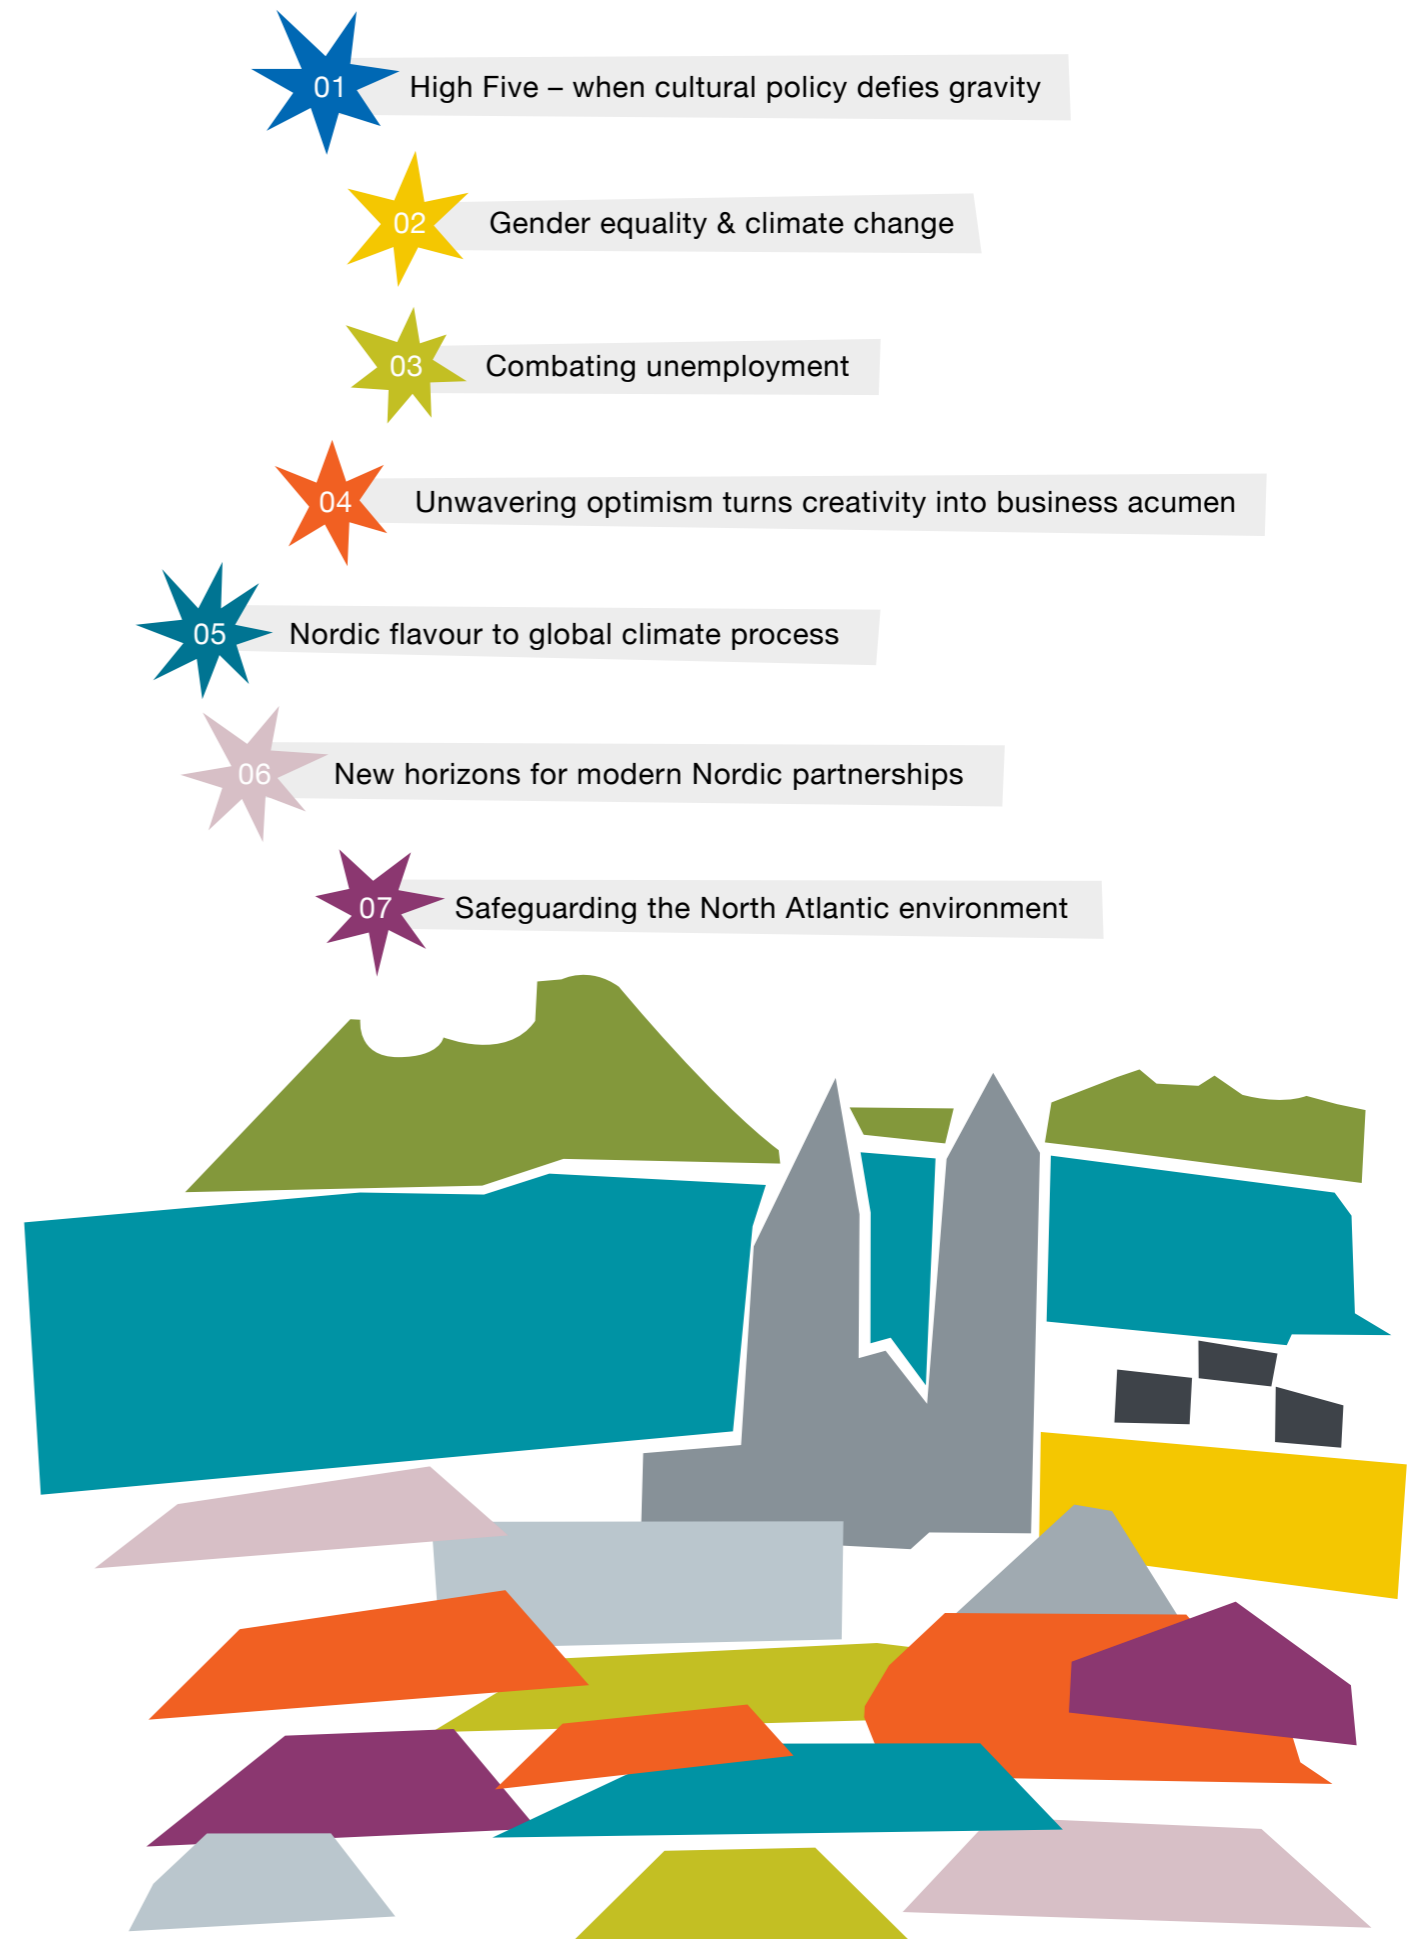 01 High Five – when cultural policy defies gravity
02 Gender equality & climate change
03 Combating unemployment
04 Unwavering optimism turns creativity into business acumen
05 Nordic flavour to global climate process
06 New horizons for modern Nordic partnerships
07 Safeguarding the North Atlantic environment